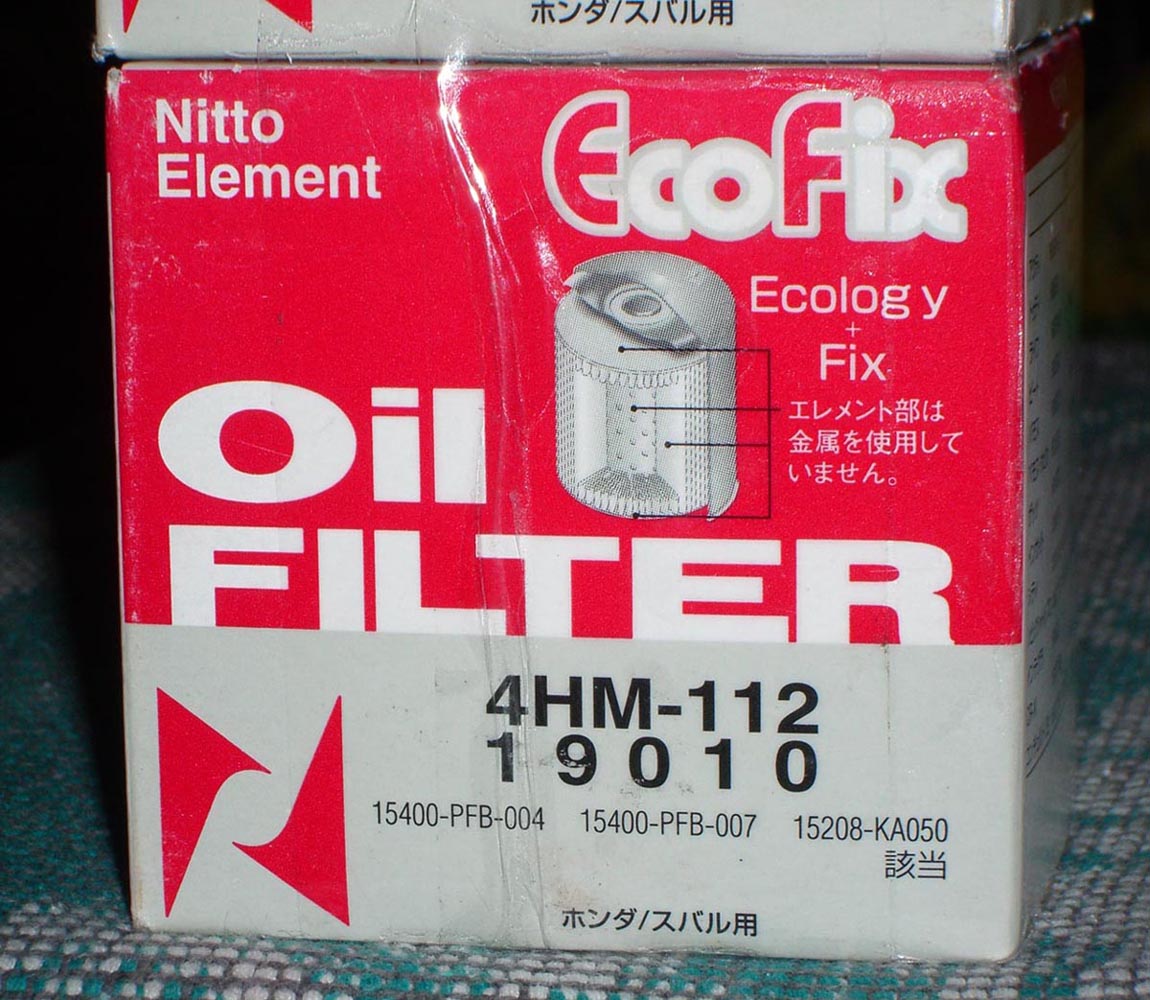 ホンダ/スバル用
Nitto
Element
EcoFix
Ecology
+
Fix
エレメント部は
金属を使用して
いません。
Oil
FILTER
4HM-112
19010
15400-PFB-004 15400-PFB-007 15208-KA050
該当
ホンダ/スバル用